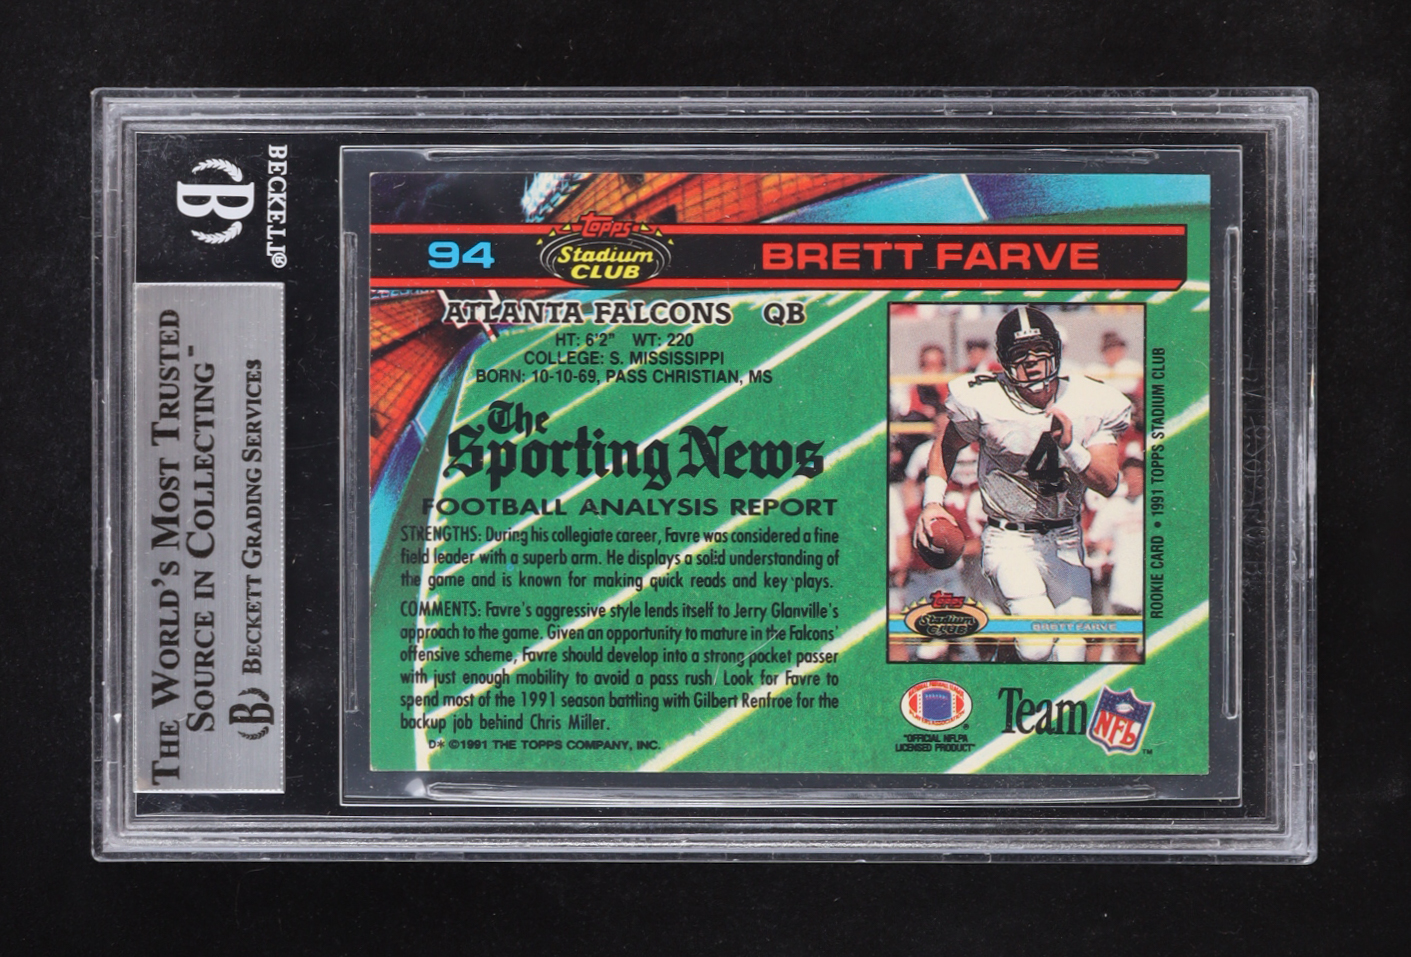 BECKETT®
B
THE WORLD'S MOST TRUSTED
SOURCE IN COLLECTING™
B BECKETT GRADING SERVICES
94
Topps
Stadium
CLUB
BRETT FARVE
ATLANTA FALCONS QB
HT: 6'2" WT: 220
COLLEGE: S. MISSISSIPPI
BORN: 10-10-69, PASS CHRISTIAN, MS
The
Sporting News
FOOTBALL ANALYSIS REPORT
STRENGTHS: During his collegiate career, Favre was considered a fine
field leader with a superb arm. He displays a solid understanding of
the game and is known for making quick reads and key plays.
COMMENTS: Favre's aggressive style lends itself to Jerry Glanville's
approach to the game. Given an opportunity to mature in the Falcons'
offensive scheme, Favre should develop into a strong pocket passer
with just enough mobility to avoid a pass rush. Look for Favre to
spend most of the 1991 season battling with Gilbert Renfroe for the
backup job behind Chris Miller.
D* ©1991 THE TOPPS COMPANY, INC.
4
4
Topps
Stadium
CLUB
BRETT FARVE
ROOKIE CARD • 1991 TOPPS STADIUM CLUB
"OFFICIAL NFLPA
LICENSED PRODUCT"
Team NFL™